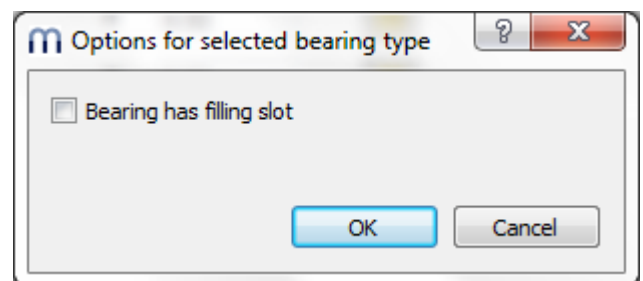 Options for selected bearing type
Bearing has filling slot
OK
Cancel